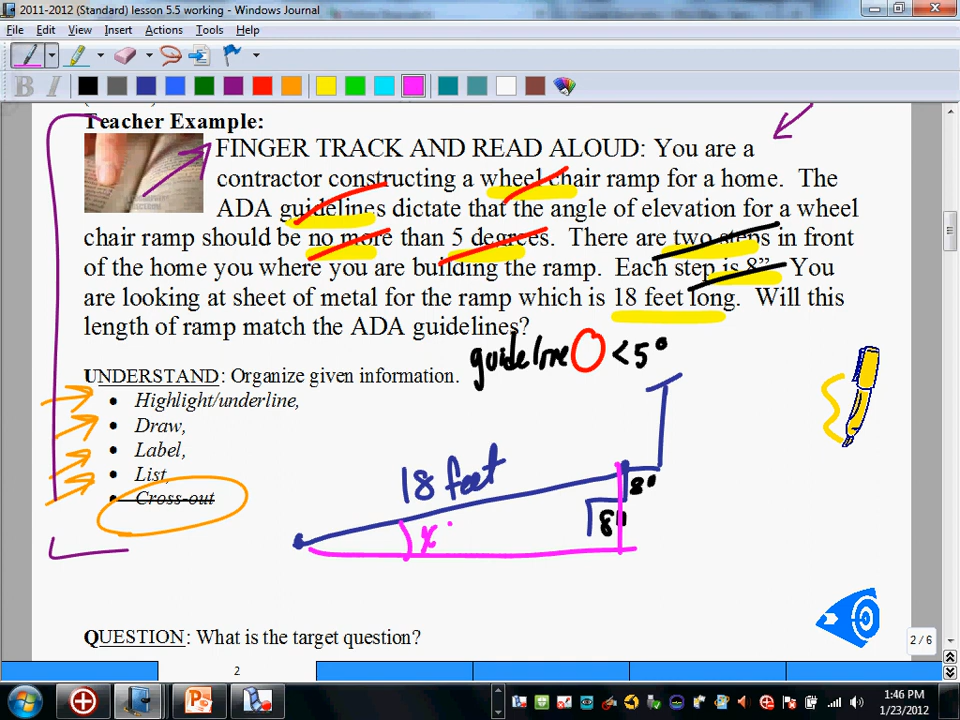 2011-2012 (Standard) lesson 5.5 working - Windows Journal
File Edit View Insert Actions Tools Help
B I
Teacher Example:
FINGER TRACK AND READ ALOUD: You are a
contractor constructing a wheel chair ramp for a home. The
ADA guidelines dictate that the angle of elevation for a wheel
chair ramp should be no more than 5 degrees. There are two steps in front
of the home you where you are building the ramp. Each step is 8” You
are looking at sheet of metal for the ramp which is 18 feet long. Will this
length of ramp match the ADA guidelines?
guideline < 5°
UNDERSTAND: Organize given information.
• Highlight/underline,
• Draw,
• Label,
• List,
• Cross-out
18 feet
8"
8"
x°
QUESTION: What is the target question?
2 / 6
2
1:46 PM
1/23/2012